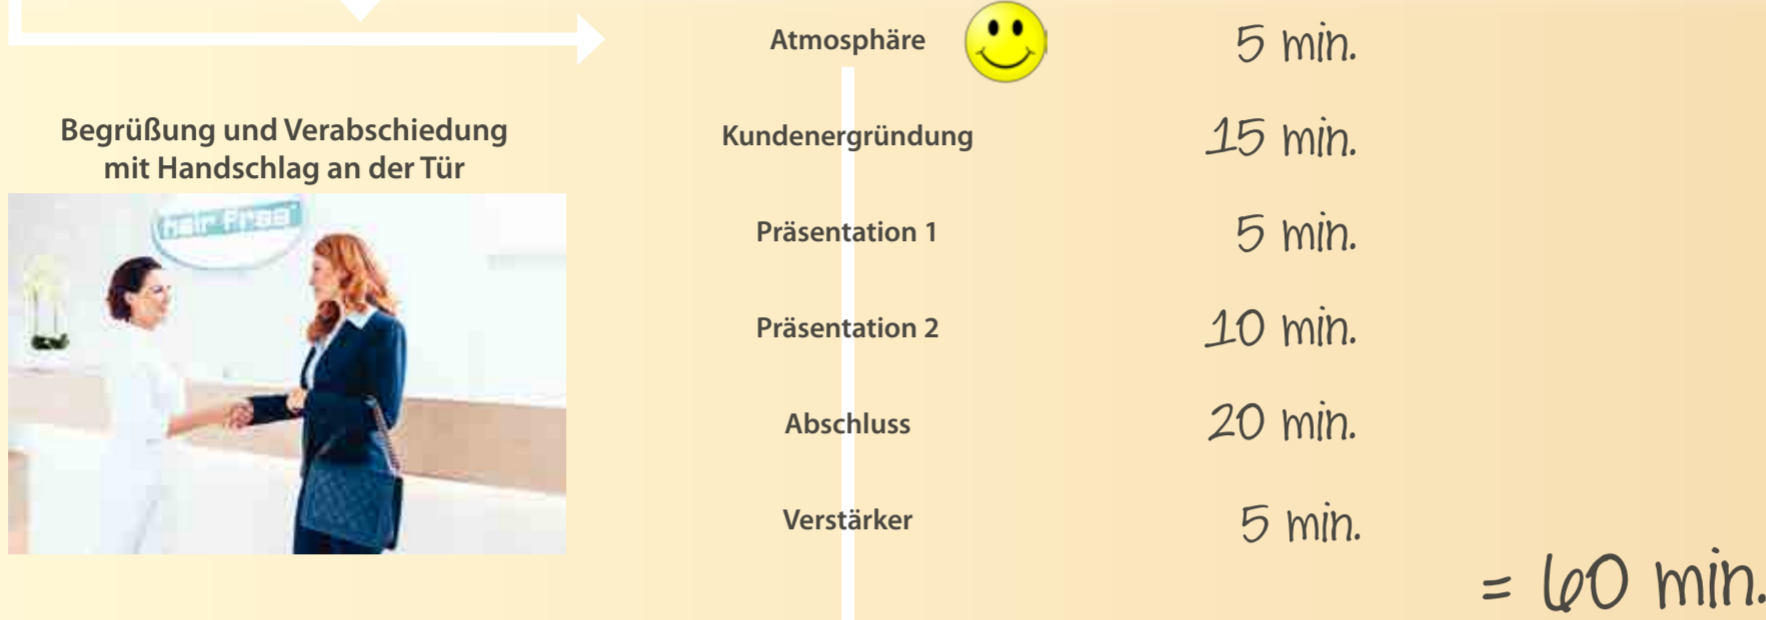 Atmosphäre 5 min.
Begrüßung und Verabschiedung
mit Handschlag an der Tür
hair free
Kundenergründung 15 min.
Präsentation 1 5 min.
Präsentation 2 10 min.
Abschluss 20 min.
Verstärker 5 min.
= 60 min.